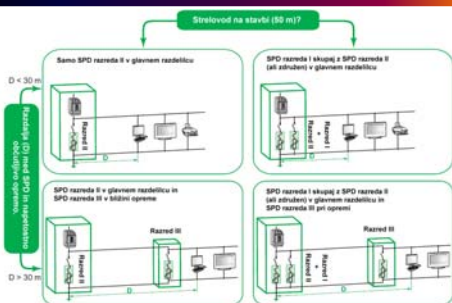 Strelovod na stavbi (50 m)?
Samo SPD razreda II v glavnem razdelilcu
SPD razreda I skupaj z SPD razreda II
(ali združen) v glavnem razdelilcu
D < 30 m
Razred II
D
Razred I
+
Razred II
D
Razdalja (D) med SPD in napetostno
občutljivo opremo.
SPD razreda II v glavnem razdelilcu in
SPD razreda III v bližini opreme
SPD razreda I skupaj z SPD razreda II
(ali združen) v glavnem razdelilcu in
SPD razreda III pri opremi
Razred III
Razred II
D
Razred III
Razred I
+
Razred II
D
D > 30 m